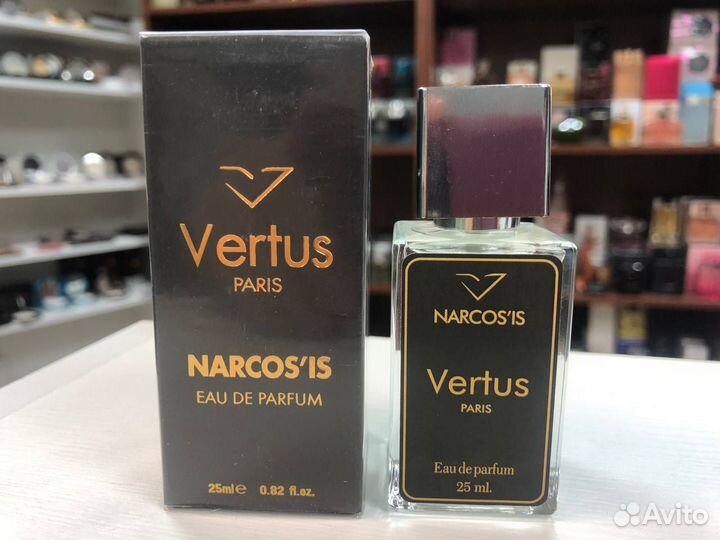 Vertus
PARIS
NARCOS'IS
EAU DE PARFUM
25ml℮ 0.82 fl.oz.
NARCOS'IS
Vertus
PARIS
Eau de parfum
25 ml.
Avito